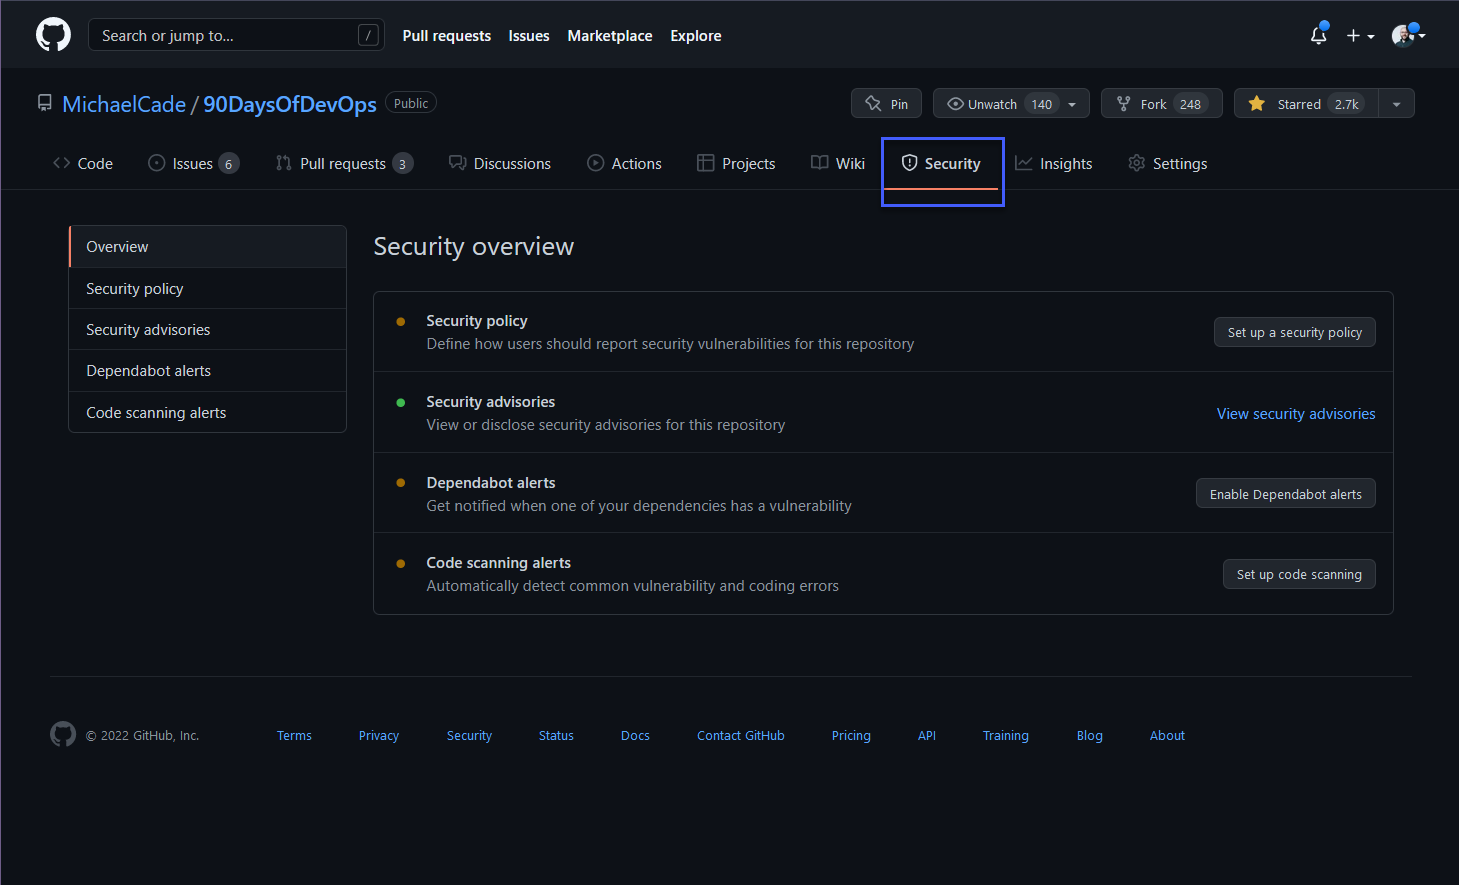 Search or jump to... /
Pull requests Issues Marketplace Explore
MichaelCade / 90DaysOfDevOps Public
Pin Unwatch 140 Fork 248 Starred 2.7k
Code Issues 6 Pull requests 3 Discussions Actions Projects Wiki Security Insights Settings
Overview
Security policy
Security advisories
Dependabot alerts
Code scanning alerts
Security overview
Security policy
Define how users should report security vulnerabilities for this repository
Set up a security policy
Security advisories
View or disclose security advisories for this repository
View security advisories
Dependabot alerts
Get notified when one of your dependencies has a vulnerability
Enable Dependabot alerts
Code scanning alerts
Automatically detect common vulnerability and coding errors
Set up code scanning
© 2022 GitHub, Inc. Terms Privacy Security Status Docs Contact GitHub Pricing API Training Blog About